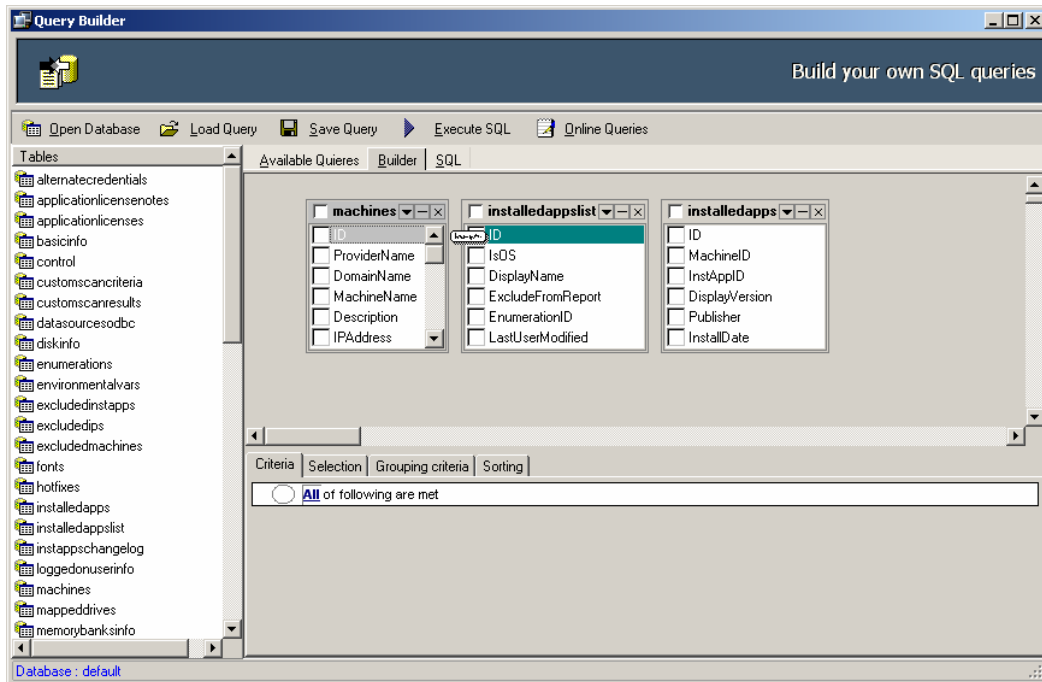 Query Builder
Build your own SQL queries
Open Database Load Query Save Query Execute SQL Online Queries
Tables
alternatecredentials
applicationlicensenotes
applicationlicenses
basicinfo
control
customscancriteria
customscanresults
datasourcesodbc
diskinfo
enumerations
environmentalvars
excludedinstapps
excludedips
excludedmachines
fonts
hotfixes
installedapps
installedappslist
instappschangelog
loggedonuserinfo
machines
mappeddrives
memorybanksinfo
Available Quieres Builder SQL
machines
ID
ProviderName
DomainName
MachineName
Description
IPAddress
installedappslist
ID
IsOS
DisplayName
ExcludeFromReport
EnumerationID
LastUserModified
installedapps
ID
MachineID
InstAppID
DisplayVersion
Publisher
InstallDate
Criteria Selection Grouping criteria Sorting
All of following are met
Database : default